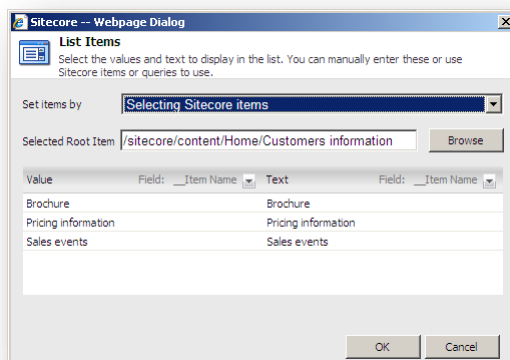 Sitecore -- Webpage Dialog
List Items
Select the values and text to display in the list. You can manually enter these or use
Sitecore items or queries to use.
Set items by Selecting Sitecore items
Selected Root Item /sitecore/content/Home/Customers information Browse
Value Field: __Item Name Text Field: __Item Name
Brochure Brochure
Pricing information Pricing information
Sales events Sales events
OK Cancel